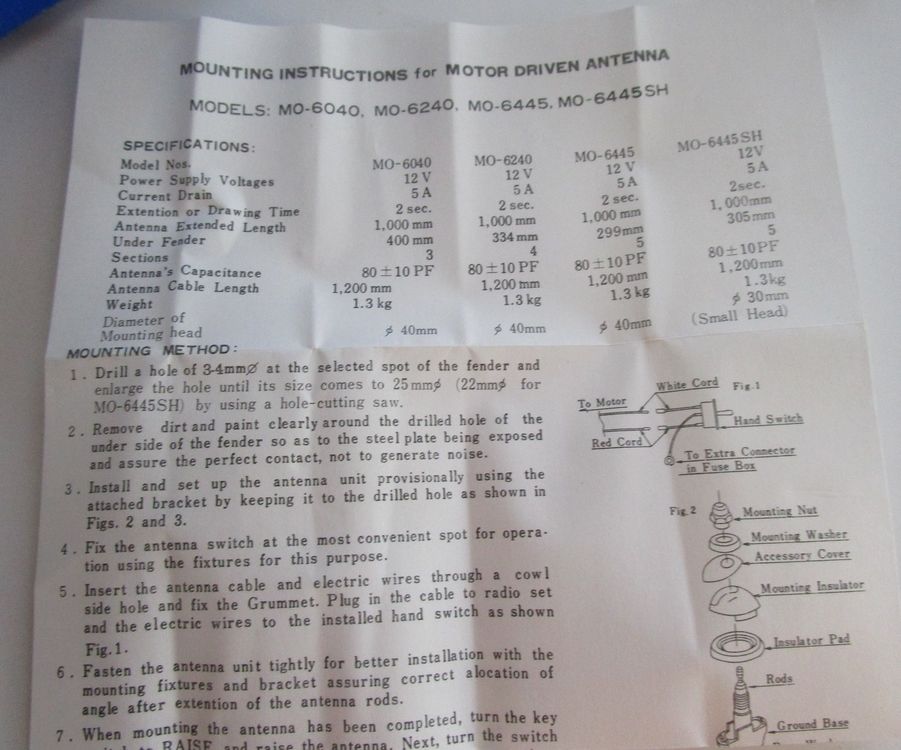 MOUNTING INSTRUCTIONS for MOTOR DRIVEN ANTENNA
MODELS: MO-6040, MO-6240, MO-6445, MO-6445SH
SPECIFICATIONS:
Model Nos. MO-6040 MO-6240 MO-6445 MO-6445SH
Power Supply Voltages 12 V 12 V 12 V 12V
Current Drain 5 A 5 A 5 A 5 A
Extention or Drawing Time 2 sec. 2 sec. 2 sec. 2sec.
Antenna Extended Length 1,000 mm 1,000 mm 1,000 mm 1,000mm
Under Fender 400 mm 334 mm 299mm 305mm
Sections 3 4 5 5
Antenna's Capacitance 80±10 PF 80±10 PF 80±10 PF 80±10PF
Antenna Cable Length 1,200 mm 1,200 mm 1,200 mm 1,200mm
Weight 1.3 kg 1.3 kg 1.3 kg 1.3kg
Diameter of
Mounting head ø 40mm ø 40mm ø 40mm ø 30mm
(Small Head)
MOUNTING METHOD:
1. Drill a hole of 3-4mmø at the selected spot of the fender and
enlarge the hole until its size comes to 25mmø (22mmø for
MO-6445SH) by using a hole-cutting saw.
2. Remove dirt and paint clearly around the drilled hole of the
under side of the fender so as to the steel plate being exposed
and assure the perfect contact, not to generate noise.
3. Install and set up the antenna unit provisionally using the
attached bracket by keeping it to the drilled hole as shown in
Figs. 2 and 3.
4. Fix the antenna switch at the most convenient spot for opera-
tion using the fixtures for this purpose.
5. Insert the antenna cable and electric wires through a cowl
side hole and fix the Grummet. Plug in the cable to radio set
and the electric wires to the installed hand switch as shown
Fig.1.
6. Fasten the antenna unit tightly for better installation with the
mounting fixtures and bracket assuring correct alocation of
angle after extention of the antenna rods.
7. When mounting the antenna has been completed, turn the key
to RAISE and raise the antenna. Next, turn the switch
White Cord Fig.1
To Motor
Hand Switch
Red Cord
To Extra Connector
in Fuse Box
Fig.2 Mounting Nut
Mounting Washer
Accessory Cover
Mounting Insulator
Insulator Pad
Rods
Ground Base